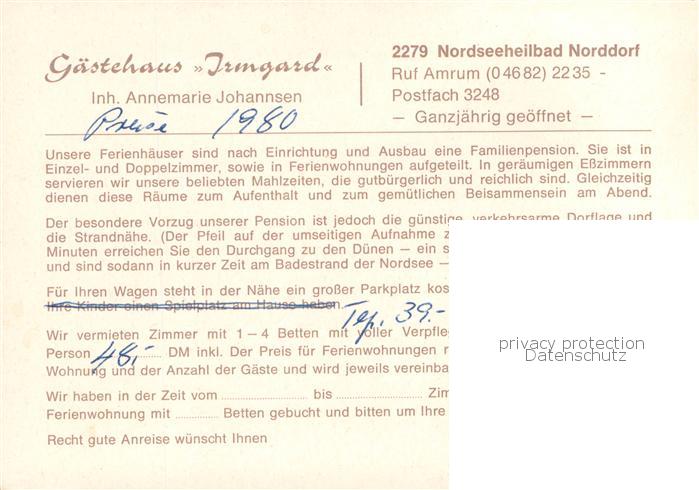 Gästehaus »Irmgard«
Inh. Annemarie Johannsen
2279 Nordseeheilbad Norddorf
Ruf Amrum (0 46 82) 22 35 -
Postfach 3248
— Ganzjährig geöffnet —
Preise 1980
Unsere Ferienhäuser sind nach Einrichtung und Ausbau eine Familienpension. Sie ist in
Einzel- und Doppelzimmer, sowie in Ferienwohnungen aufgeteilt. In geräumigen Eßzimmern
servieren wir unsere beliebten Mahlzeiten, die gutbürgerlich und reichlich sind. Gleichzeitig
dienen diese Räume zum Aufenthalt und zum gemütlichen Beisammensein am Abend.
Der besondere Vorzug unserer Pension ist jedoch die günstige, verkehrsarme Dorflage und
die Strandnähe. (Der Pfeil auf der umseitigen Aufnahme
Minuten erreichen Sie den Durchgang zu den Dünen — ein
und sind sodann in kurzer Zeit am Badestrand der Nordsee —
Für Ihren Wagen steht in der Nähe ein großer Parkplatz
Ihre Kinder einen Spielplatz am Hause haben
Tep. 39.-
Wir vermieten Zimmer mit 1 – 4 Betten mit voller
Person 48,- DM inkl. Der Preis für Ferienwohnungen
Wohnung und der Anzahl der Gäste und wird jeweils
Wir haben in der Zeit vom .................... bis ....................
Ferienwohnung mit .......... Betten gebucht und bitten um Ihre
Recht gute Anreise wünscht Ihnen
privacy protection
Datenschutz